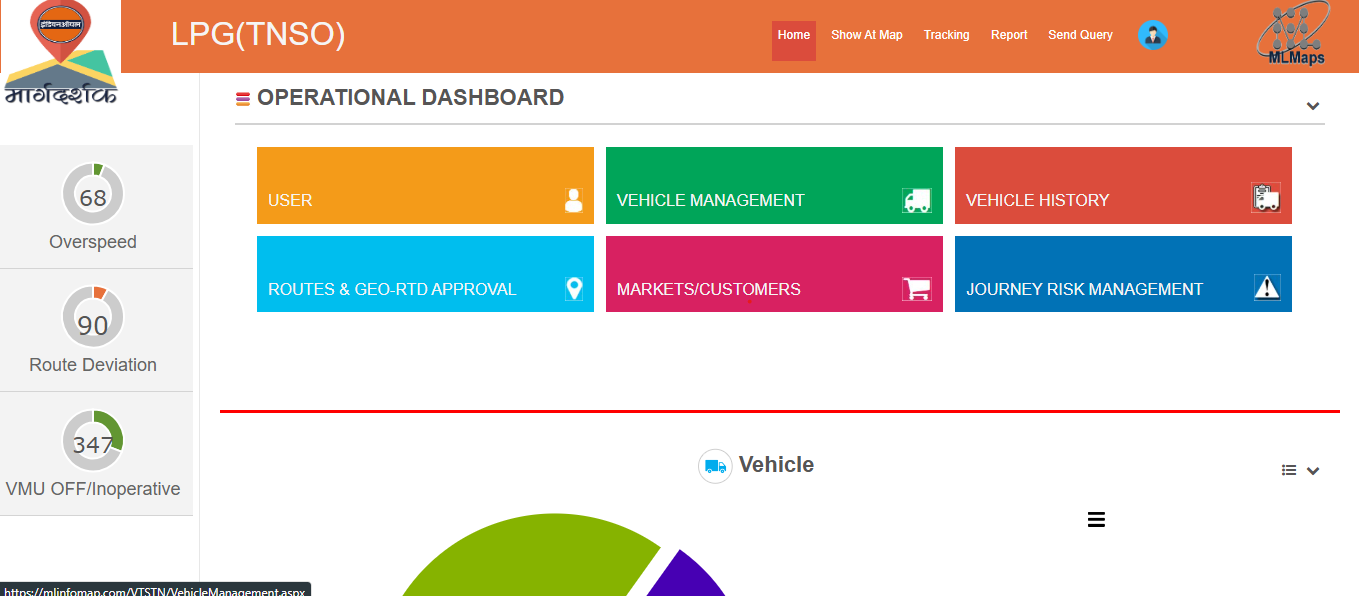 इंडियनऑयल
मार्गदर्शक
LPG(TNSO)
Home
Show At Map
Tracking
Report
Send Query
MLMaps
OPERATIONAL DASHBOARD
68
Overspeed
90
Route Deviation
347
VMU OFF/Inoperative
USER
VEHICLE MANAGEMENT
VEHICLE HISTORY
ROUTES & GEO-RTD APPROVAL
MARKETS/CUSTOMERS
JOURNEY RISK MANAGEMENT
Vehicle
https://mlinfomap.com/VTSTN/VehicleManagement.aspx